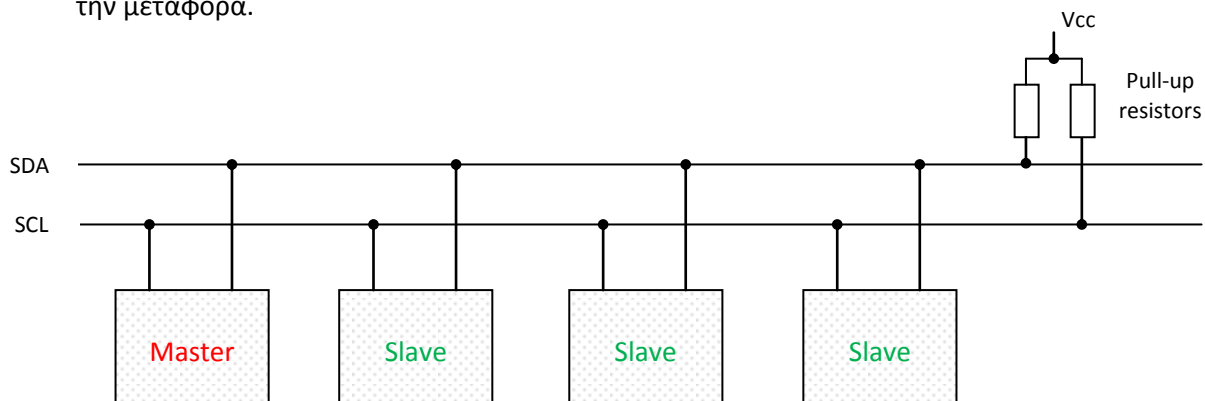 την μεταφορά.
Vcc
Pull-up
resistors
SDA
SCL
Master
Slave
Slave
Slave